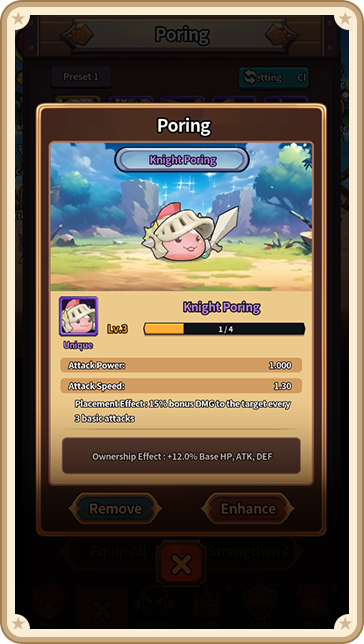 Poring
Preset 1
etting
Poring
Knight Poring
Knight Poring
Lv.3
1 / 4
Unique
Attack Power: 1.000
Attack Speed: 1.30
Placement Effect : 15% bonus DMG to the target every
3 basic attacks
Ownership Effect : +12.0% Base HP, ATK, DEF
Remove
Enhance
Equip All
Strengthen A